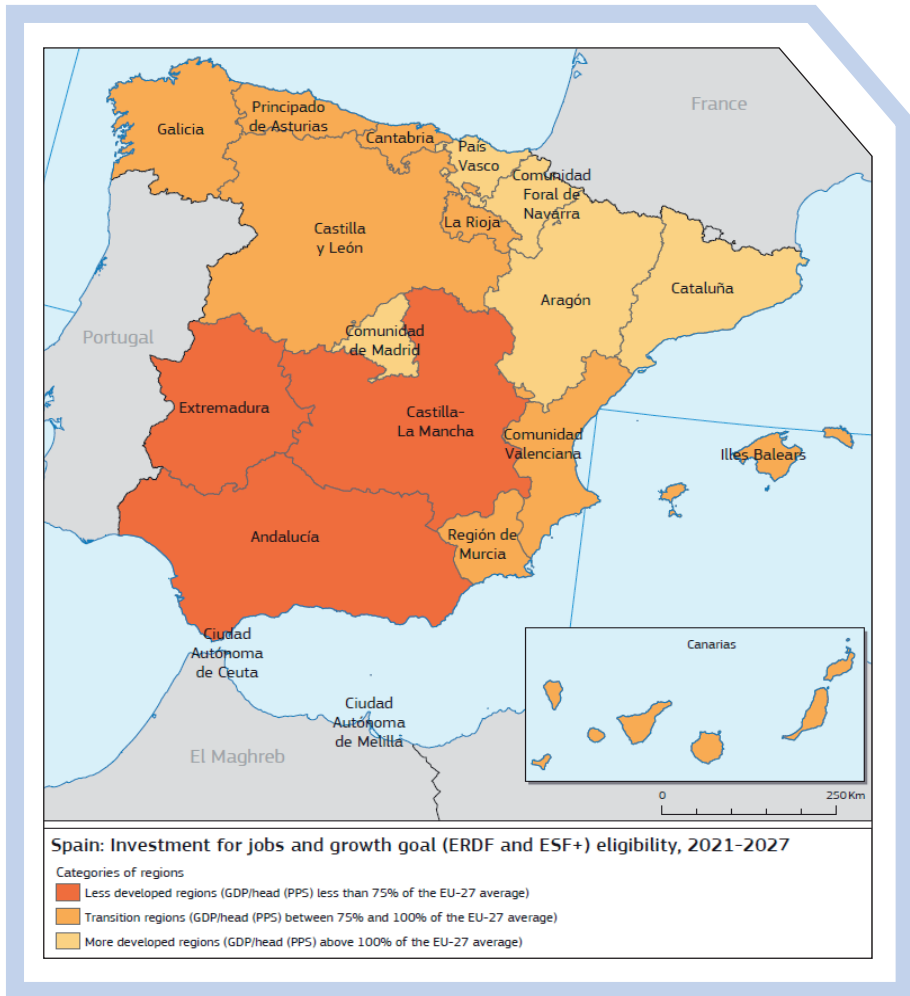 France
Galicia
Principado
de Asturias
Cantabria
País
Vasco
Comunidad
Foral de
Navarra
La Rioja
Castilla
y León
Aragón
Cataluña
Portugal
Comunidad
de Madrid
Extremadura
Castilla-
La Mancha
Comunidad
Valenciana
Illes Balears
Andalucía
Región de
Murcia
Ciudad
Autónoma
de Ceuta
Ciudad
Autónoma
de Melilla
El Maghreb
Canarias
0 250 Km
Spain: Investment for jobs and growth goal (ERDF and ESF+) eligibility, 2021-2027
Categories of regions
Less developed regions (GDP/head (PPS) less than 75% of the EU-27 average)
Transition regions (GDP/head (PPS) between 75% and 100% of the EU-27 average)
More developed regions (GDP/head (PPS) above 100% of the EU-27 average)